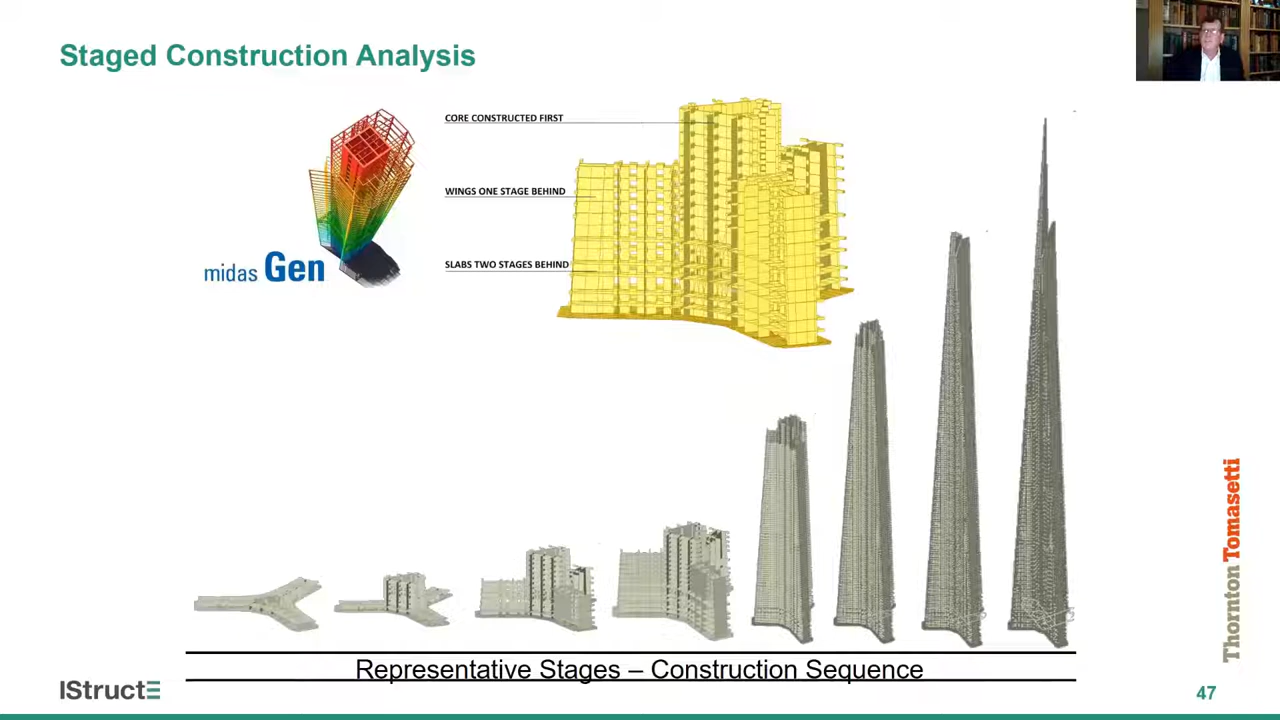 Staged Construction Analysis
CORE CONSTRUCTED FIRST
WINGS ONE STAGE BEHIND
SLABS TWO STAGES BEHIND
midas Gen
Representative Stages – Construction Sequence
Thornton Tomasetti
IStructE
47